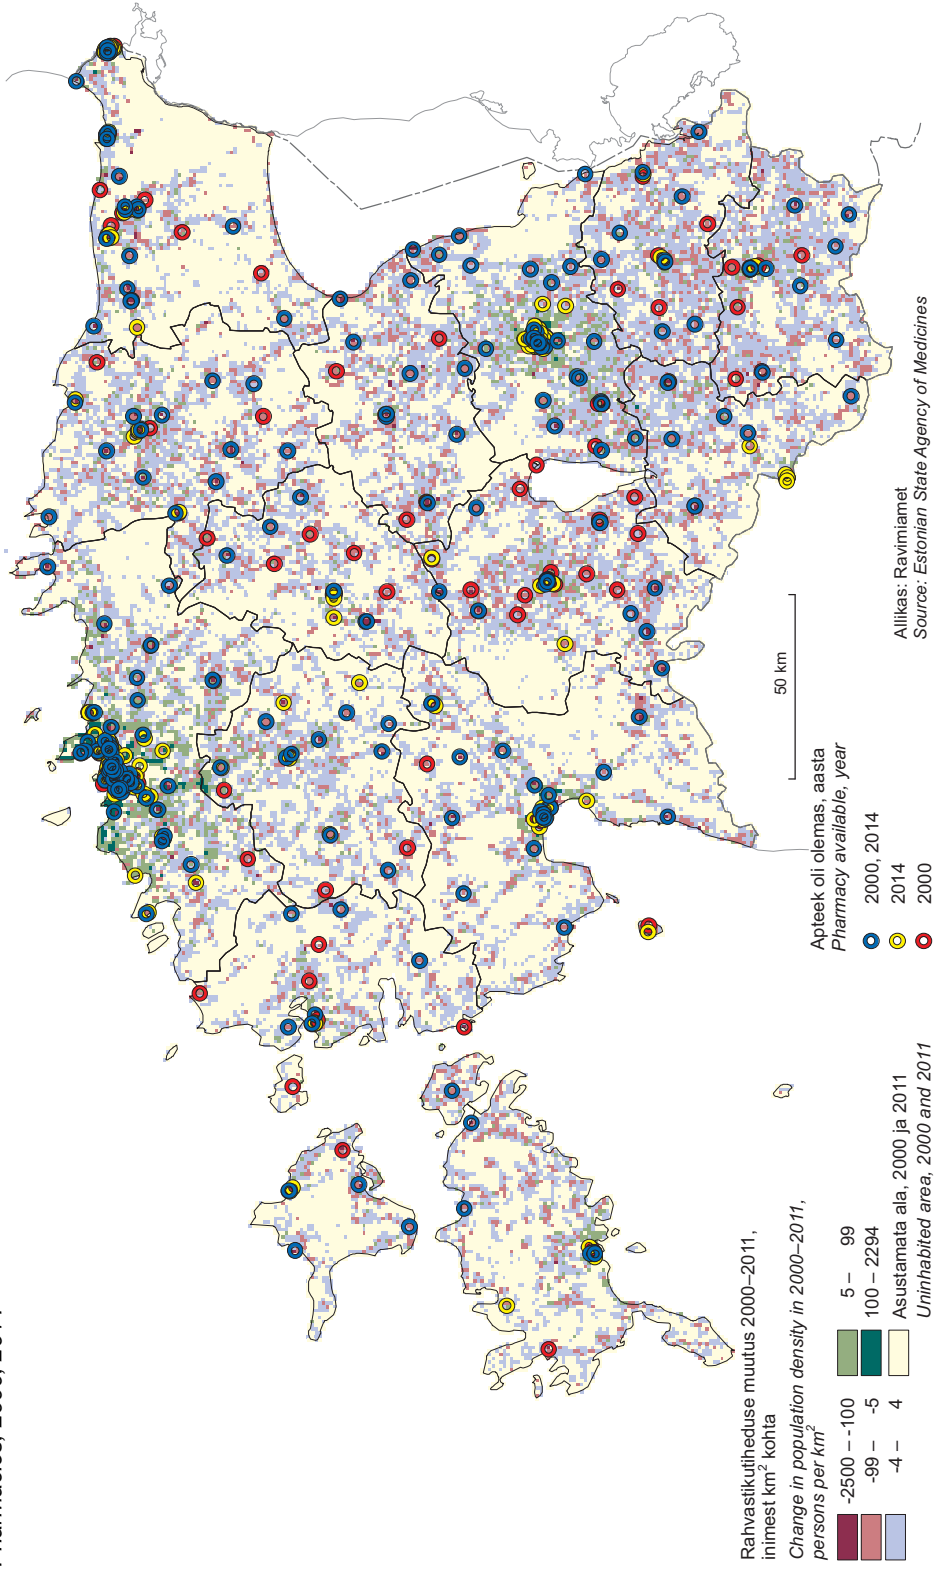 Pharmacies, 2000, 2014
50 km
Rahvastikutiheduse muutus 2000–2011,
inimest km² kohta
Change in population density in 2000–2011,
persons per km²
-2500 – -100
-99 – -5
-4 – 4
5 – 99
100 – 2294
Asustamata ala, 2000 ja 2011
Uninhabited area, 2000 and 2011
Apteek oli olemas, aasta
Pharmacy available, year
2000, 2014
2014
2000
Allikas: Ravimiamet
Source: Estonian State Agency of Medicines